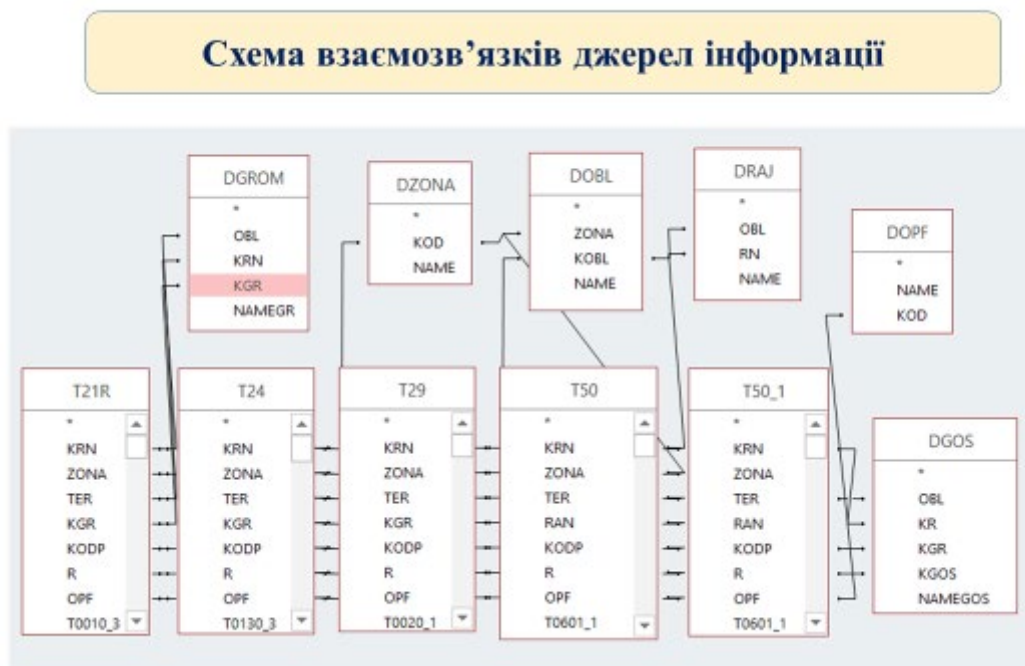 Схема взаємозв’язків джерел інформації
DGROM
*
OBL
KRN
KGR
NAMEGR
DZONA
*
KOD
NAME
DOBL
*
ZONA
KOBL
NAME
DRAJ
*
OBL
RN
NAME
DOPF
*
NAME
KOD
T21R
*
KRN
ZONA
TER
KGR
KODP
R
OPF
T0010_3
T24
*
KRN
ZONA
TER
KGR
KODP
R
OPF
T0130_3
T29
*
KRN
ZONA
TER
KGR
KODP
R
OPF
T0020_1
T50
*
KRN
ZONA
TER
RAN
KODP
R
OPF
T0601_1
T50_1
*
KRN
ZONA
TER
RAN
KODP
R
OPF
T0601_1
DGOS
*
OBL
KR
KGR
KGOS
NAMEGOS